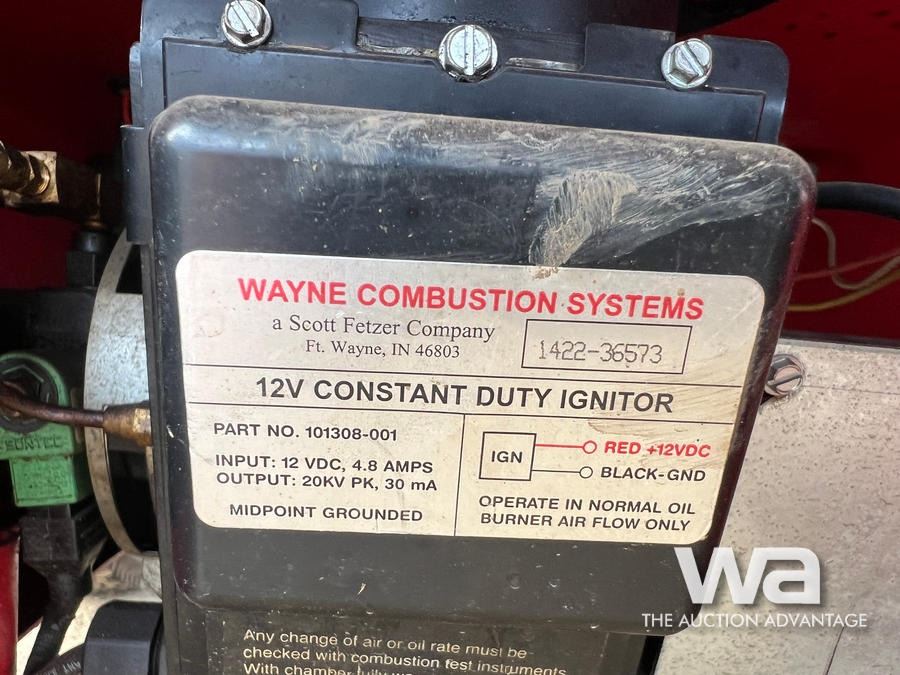 WAYNE COMBUSTION SYSTEMS
a Scott Fetzer Company
Ft. Wayne, IN 46803
1422-36573
12V CONSTANT DUTY IGNITOR
PART NO. 101308-001
INPUT: 12 VDC, 4.8 AMPS
OUTPUT: 20KV PK, 30 mA
MIDPOINT GROUNDED
IGN
RED +12VDC
BLACK-GND
OPERATE IN NORMAL OIL
BURNER AIR FLOW ONLY
SUNTEC
wa
THE AUCTION ADVANTAGE
Any change of air or oil rate must be
checked with combustion test instruments.
With chamber fully